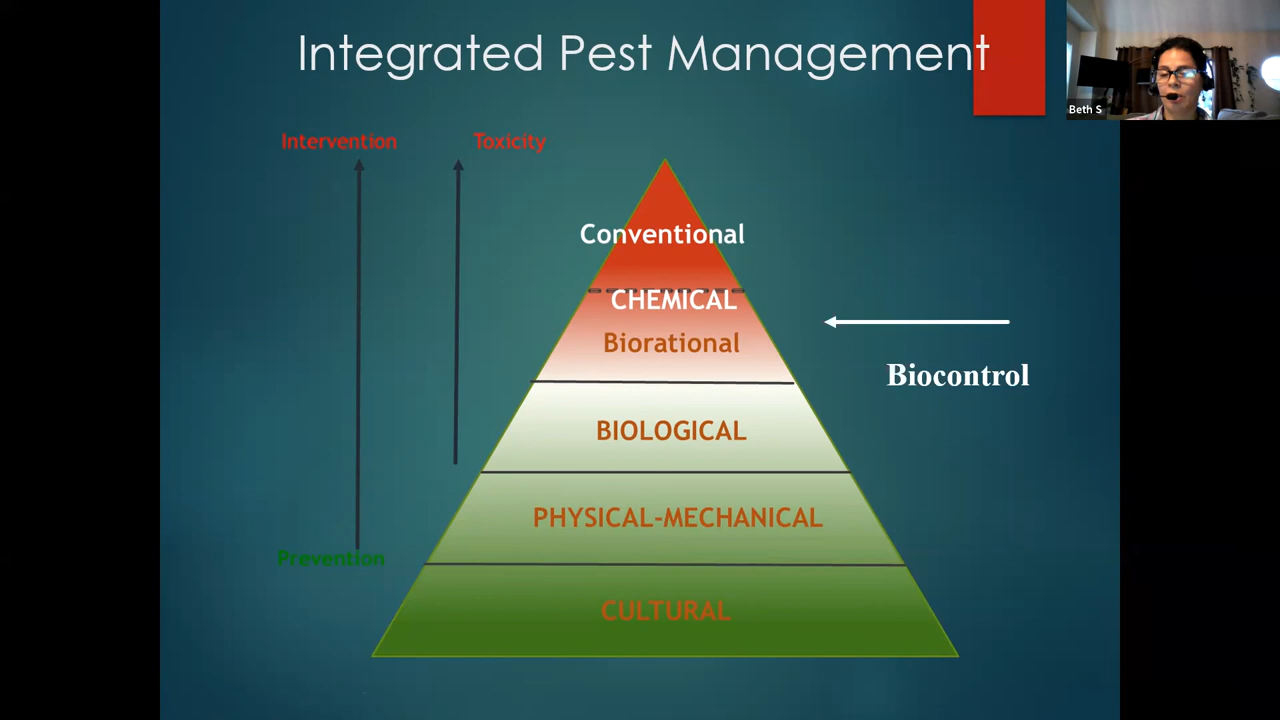 Integrated Pest Management
Beth S
Intervention
Toxicity
Conventional
CHEMICAL
Biorational
Biocontrol
BIOLOGICAL
PHYSICAL-MECHANICAL
Prevention
CULTURAL